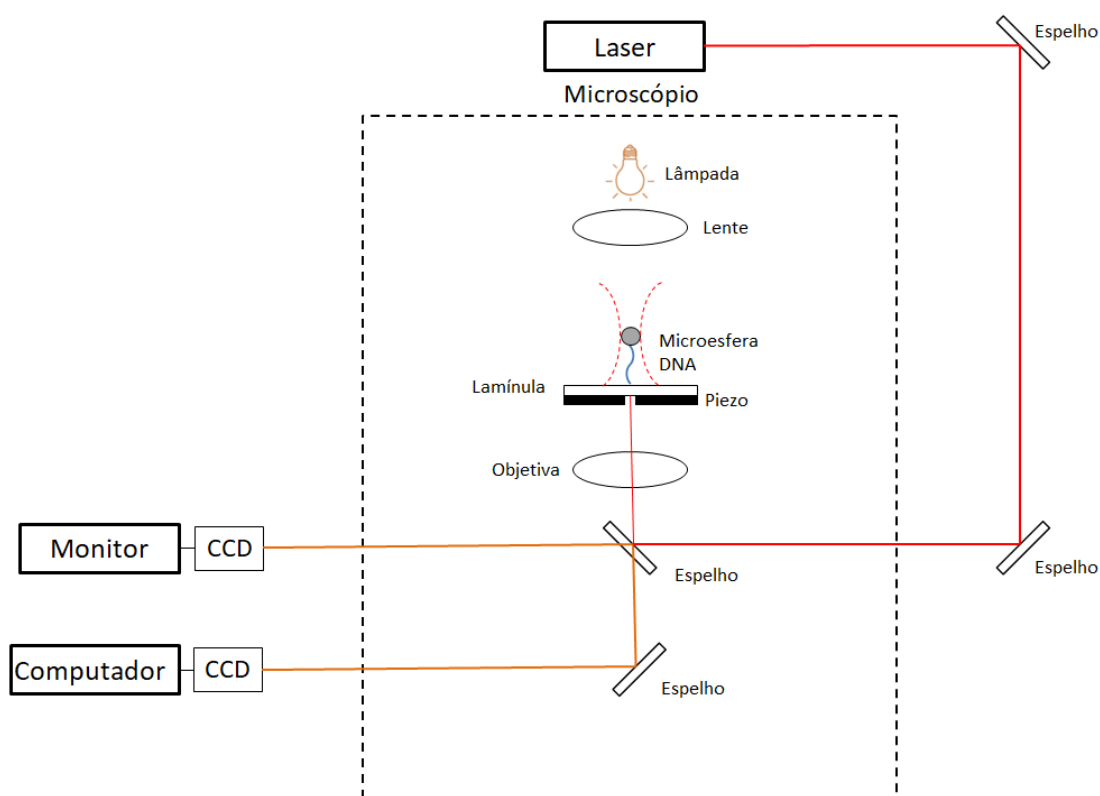 Laser
Espelho
Microscópio
Lâmpada
Lente
Microesfera
DNA
Lamínula
Piezo
Objetiva
Monitor
CCD
Espelho
Espelho
Computador
CCD
Espelho